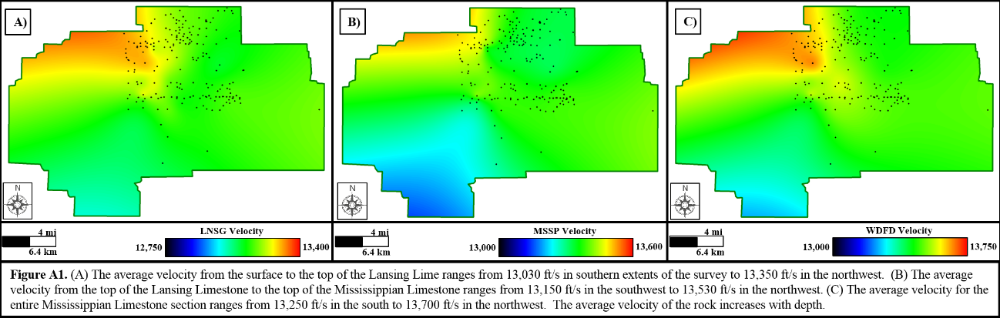 A)
B)
C)
N
N
N
4 mi
6.4 km
LNSG Velocity
12,750
13,400
4 mi
6.4 km
MSSP Velocity
13,000
13,600
4 mi
6.4 km
WDFD Velocity
13,000
13,750
Figure A1. (A) The average velocity from the surface to the top of the Lansing Lime ranges from 13,030 ft/s in southern extents of the survey to 13,350 ft/s in the northwest. (B) The average
velocity from the top of the Lansing Limestone to the top of the Mississippian Limestone ranges from 13,150 ft/s in the southwest to 13,530 ft/s in the northwest. (C) The average velocity for the
entire Mississippian Limestone section ranges from 13,250 ft/s in the south to 13,700 ft/s in the northwest. The average velocity of the rock increases with depth.